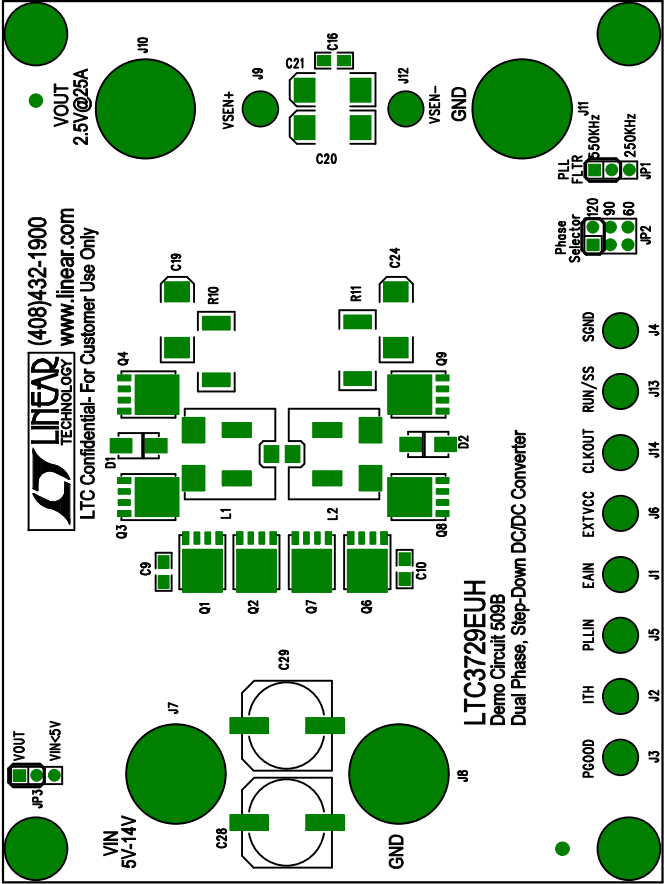 J10
VOUT
2.5V@25A
J9
VSEN+
C21
C16
C20
J12
VSEN-
GND
J11
PLL
FLTR
550KHz
250KHz
JP1
Phase
Selector
120
90
60
JP2
LT LINEAR
TECHNOLOGY
(408)432-1900
www.linear.com
LTC Confidential- For Customer Use Only
C19
R10
R11
C24
Q4
D1
Q3
L1
L2
Q9
D2
Q8
C9
Q1
Q2
Q7
Q6
C10
LTC3729EUH
Demo Circuit 509B
Dual Phase, Step-Down DC/DC Converter
SGND
J4
RUN/SS
J13
CLKOUT
J14
EXTVCC
J6
EAIN
J1
PLLIN
J5
ITH
J2
PGOOD
J3
VOUT
VIN<5V
JP3
J7
VIN
5V-14V
C29
C28
J8
GND